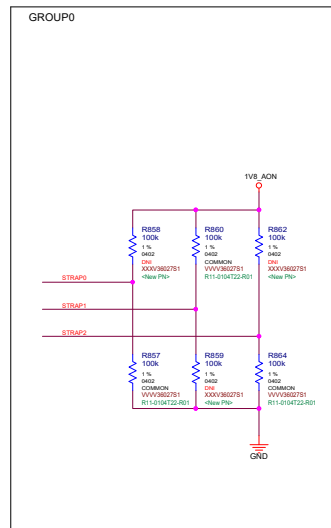 GROUP0
1V8_AON
R858
100k
1 %
0402
DNI
XXXV36027S1
<New PN>
R860
100k
1 %
0402
COMMON
VVVV36027S1
R11-0104T22-R01
R862
100k
1 %
0402
DNI
XXXV36027S1
<New PN>
STRAP0
STRAP1
STRAP2
R857
100k
1 %
0402
COMMON
VVVV36027S1
R11-0104T22-R01
R859
100k
1 %
0402
DNI
XXXV36027S1
<New PN>
R864
100k
1 %
0402
COMMON
VVVV36027S1
R11-0104T22-R01
GND